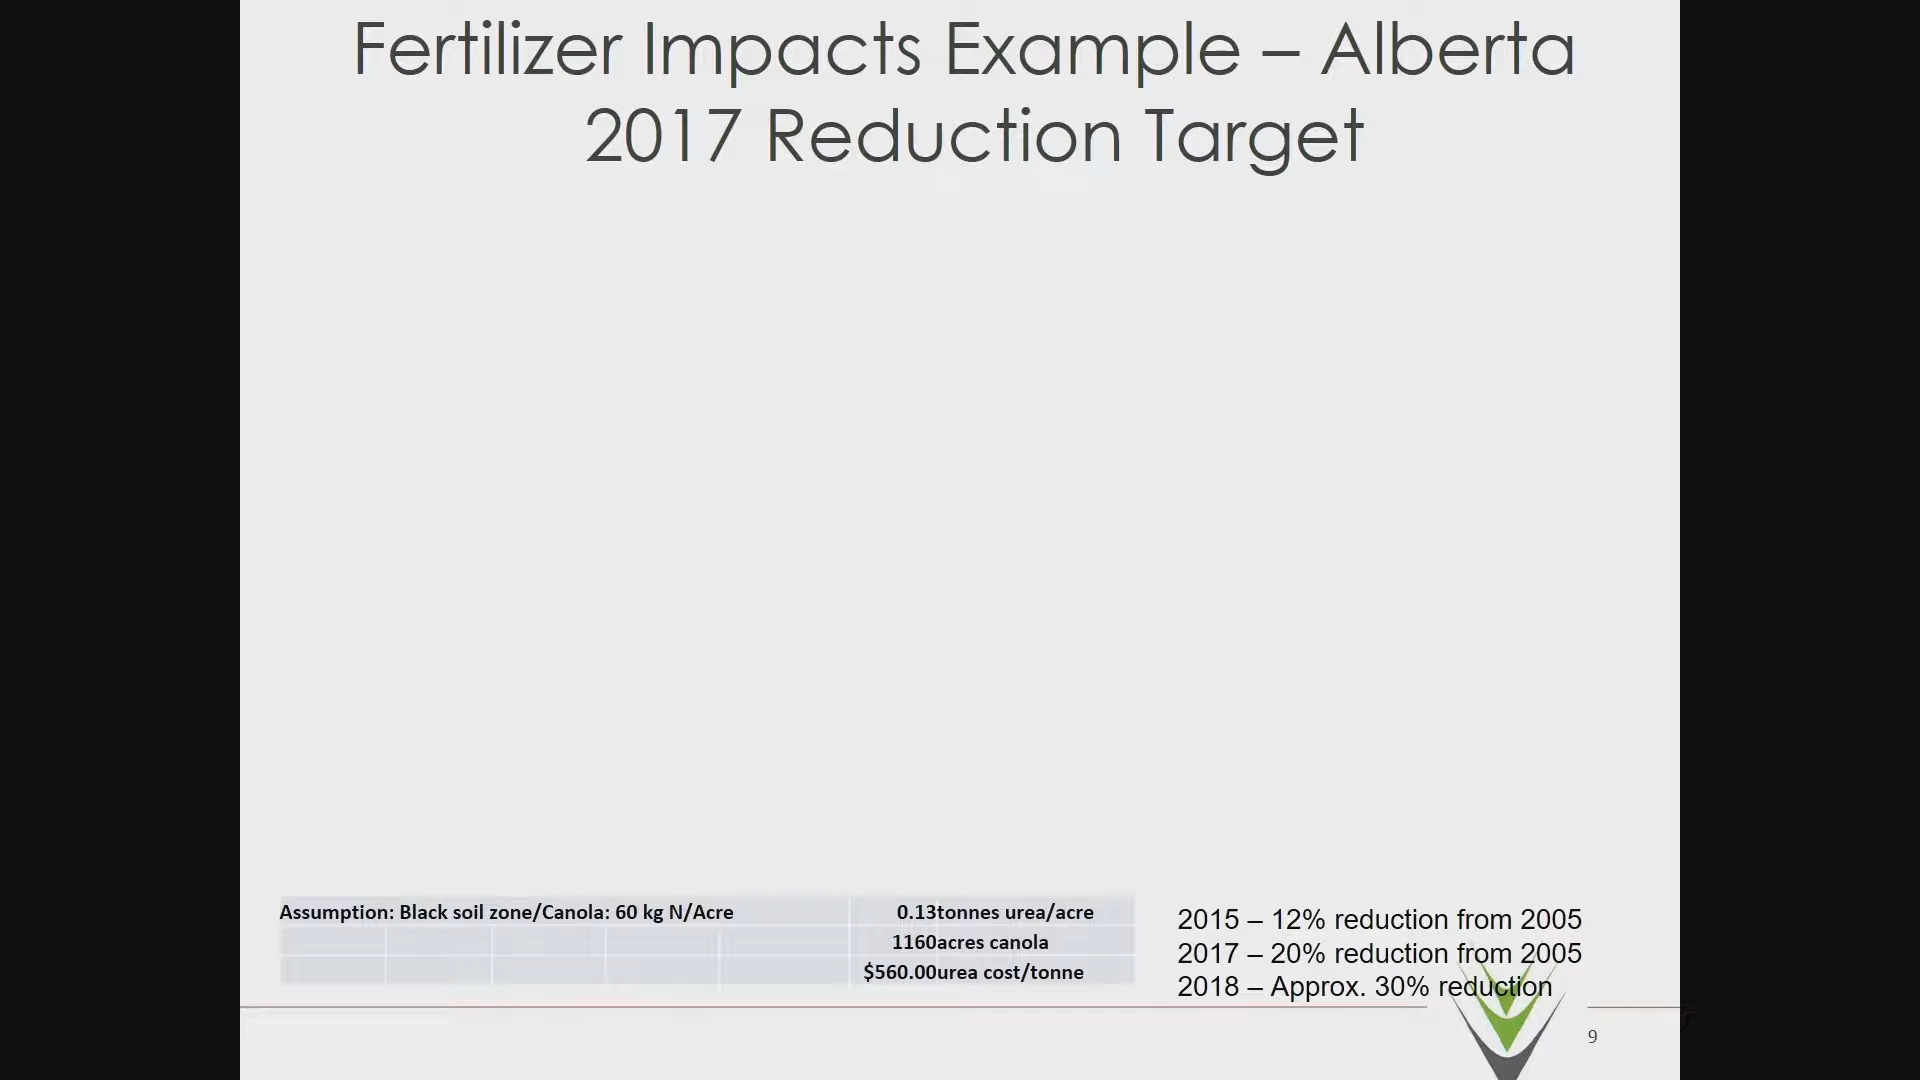 Fertilizer Impacts Example – Alberta
2017 Reduction Target
Assumption: Black soil zone/Canola: 60 kg N/Acre 0.13tonnes urea/acre
1160acres canola
$560.00urea cost/tonne
2015 – 12% reduction from 2005
2017 – 20% reduction from 2005
2018 – Approx. 30% reduction
9